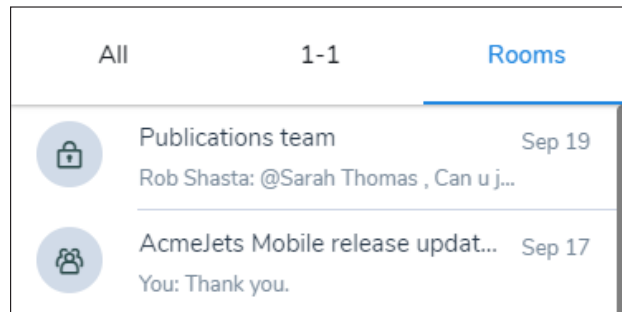 All 1-1 Rooms
Publications team Sep 19
Rob Shasta: @Sarah Thomas , Can u j...
AcmeJets Mobile release updat... Sep 17
You: Thank you.